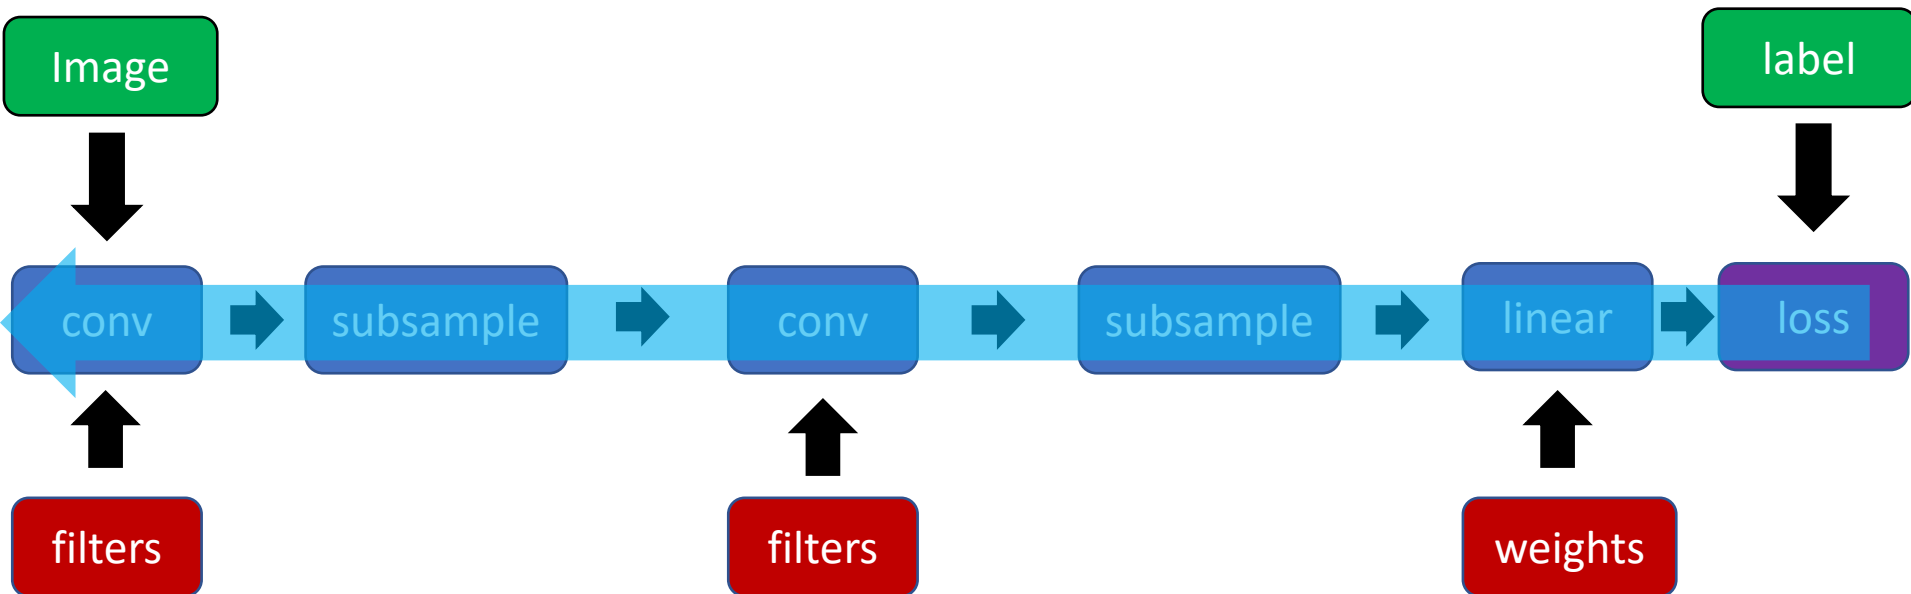 Image
label
conv
subsample
conv
subsample
linear
loss
filters
filters
weights